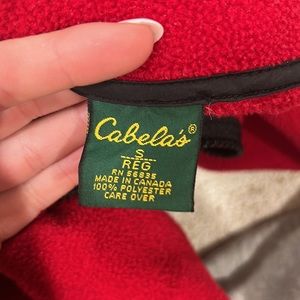 Cabela's®
S
REG
RN 56835
MADE IN CANADA
100% POLYESTER
CARE OVER